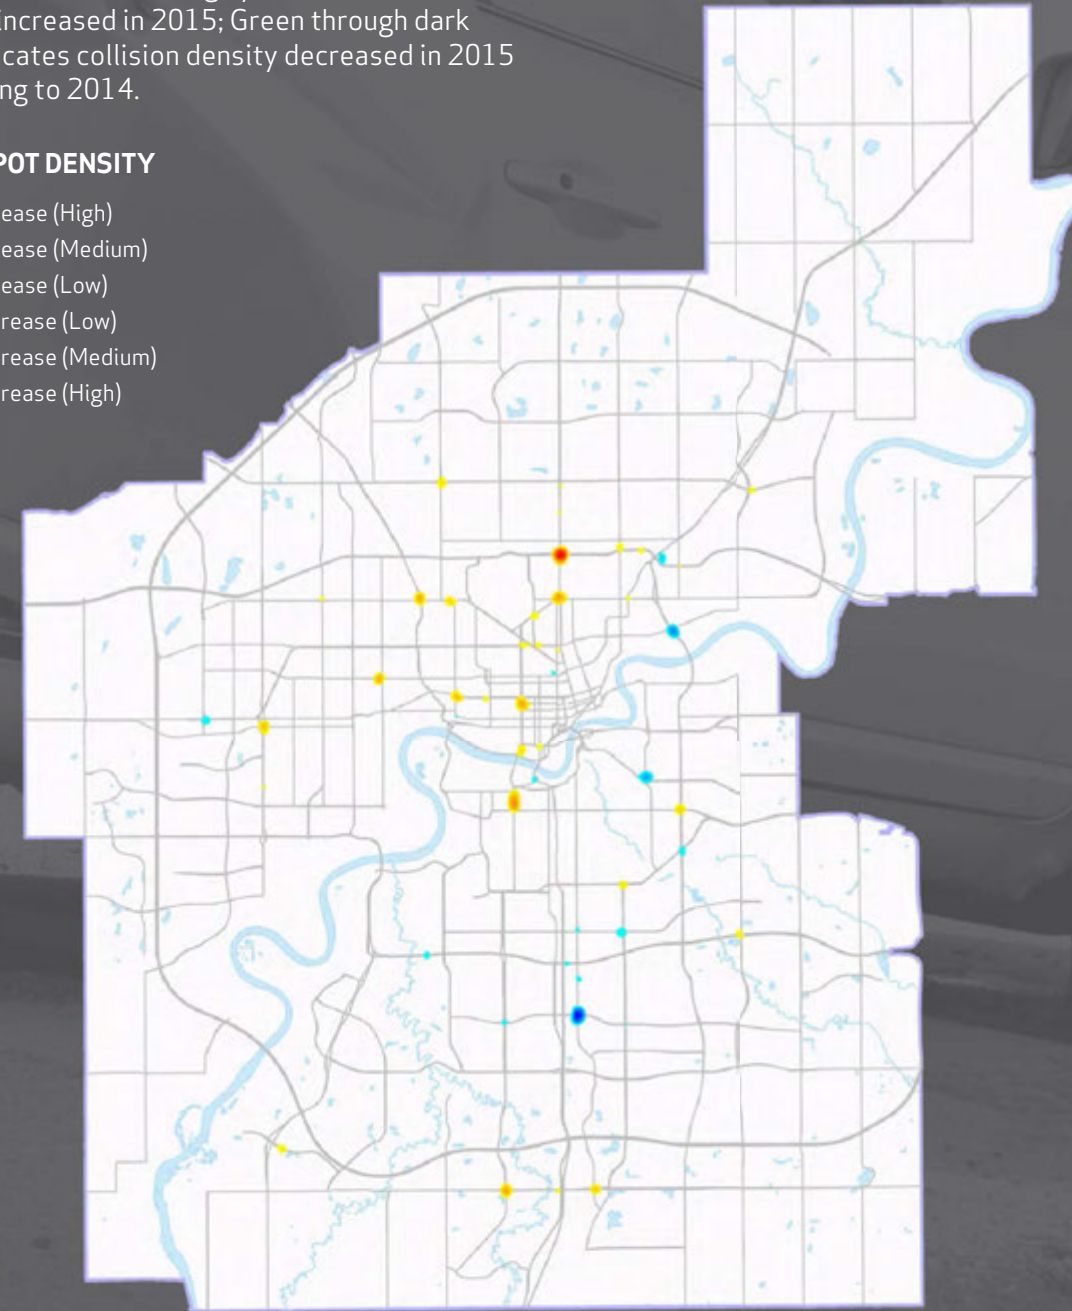 increased in 2015; Green through dark
cates collision density decreased in 2015
ng to 2014.
POT DENSITY
ease (High)
ease (Medium)
ease (Low)
rease (Low)
rease (Medium)
rease (High)